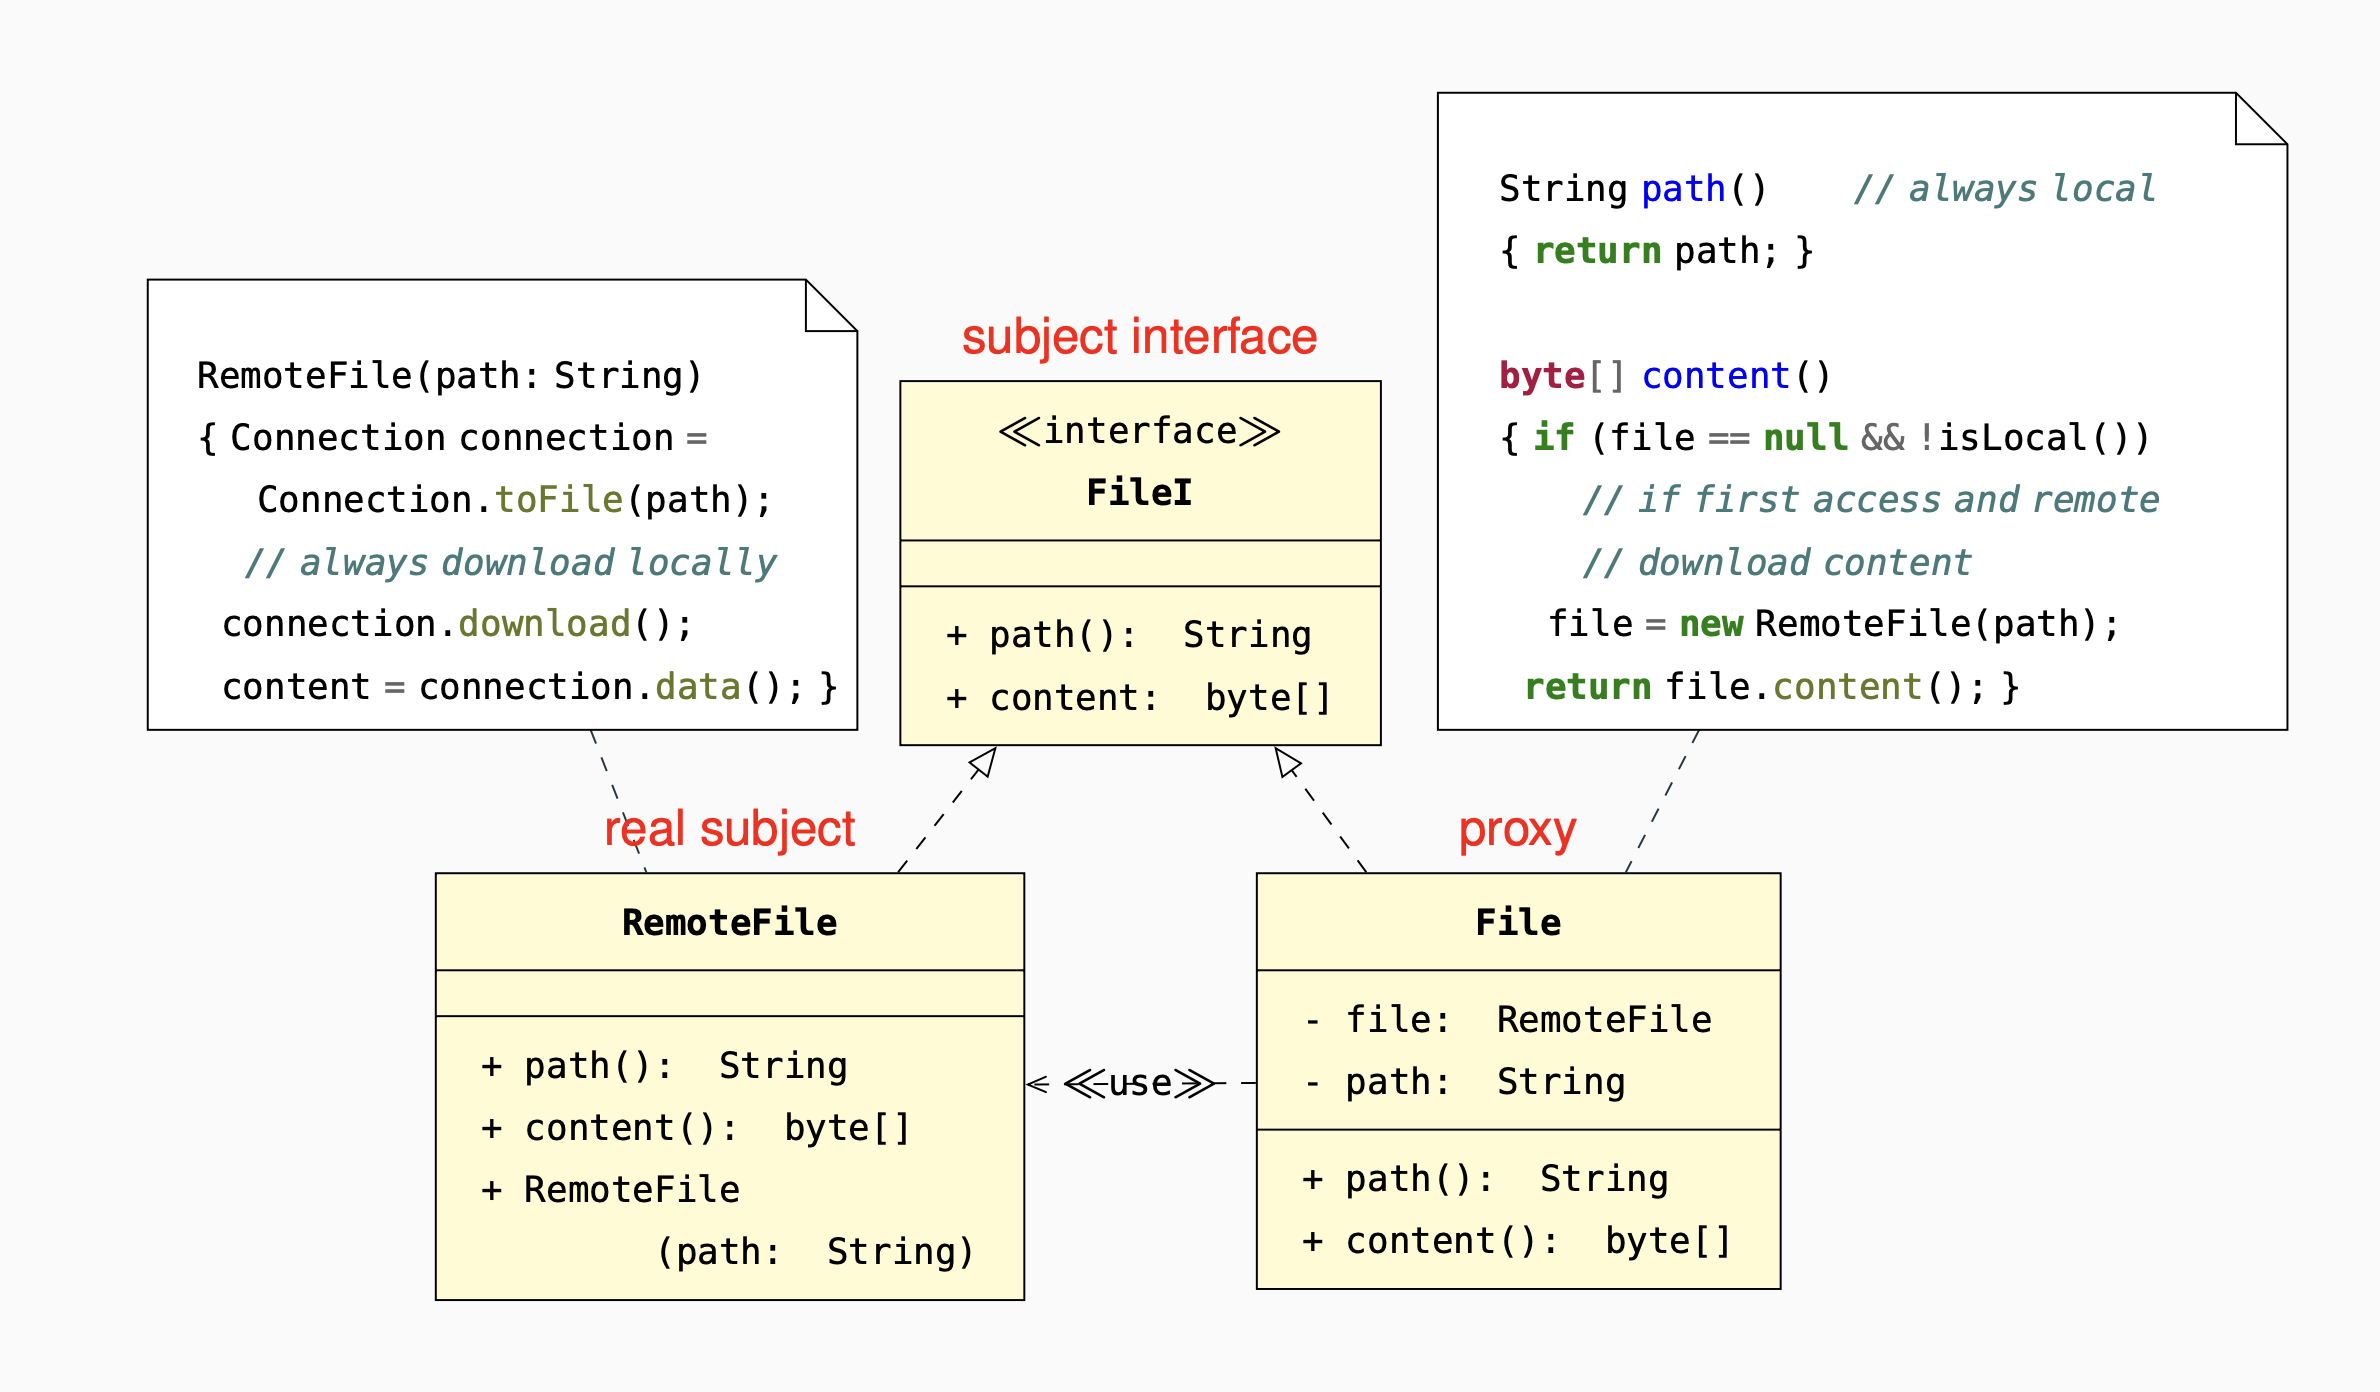 RemoteFile(path: String)
{ Connection connection =
Connection.toFile(path);
// always download locally
connection.download();
content = connection.data(); }
subject interface
≪interface≫
FileI
+ path(): String
+ content: byte[]
String path() // always local
{ return path; }
byte[] content()
{ if (file == null && !isLocal())
// if first access and remote
// download content
file = new RemoteFile(path);
return file.content(); }
real subject
RemoteFile
+ path(): String
+ content(): byte[]
+ RemoteFile
(path: String)
≪use≫
proxy
File
- file: RemoteFile
- path: String
+ path(): String
+ content(): byte[]